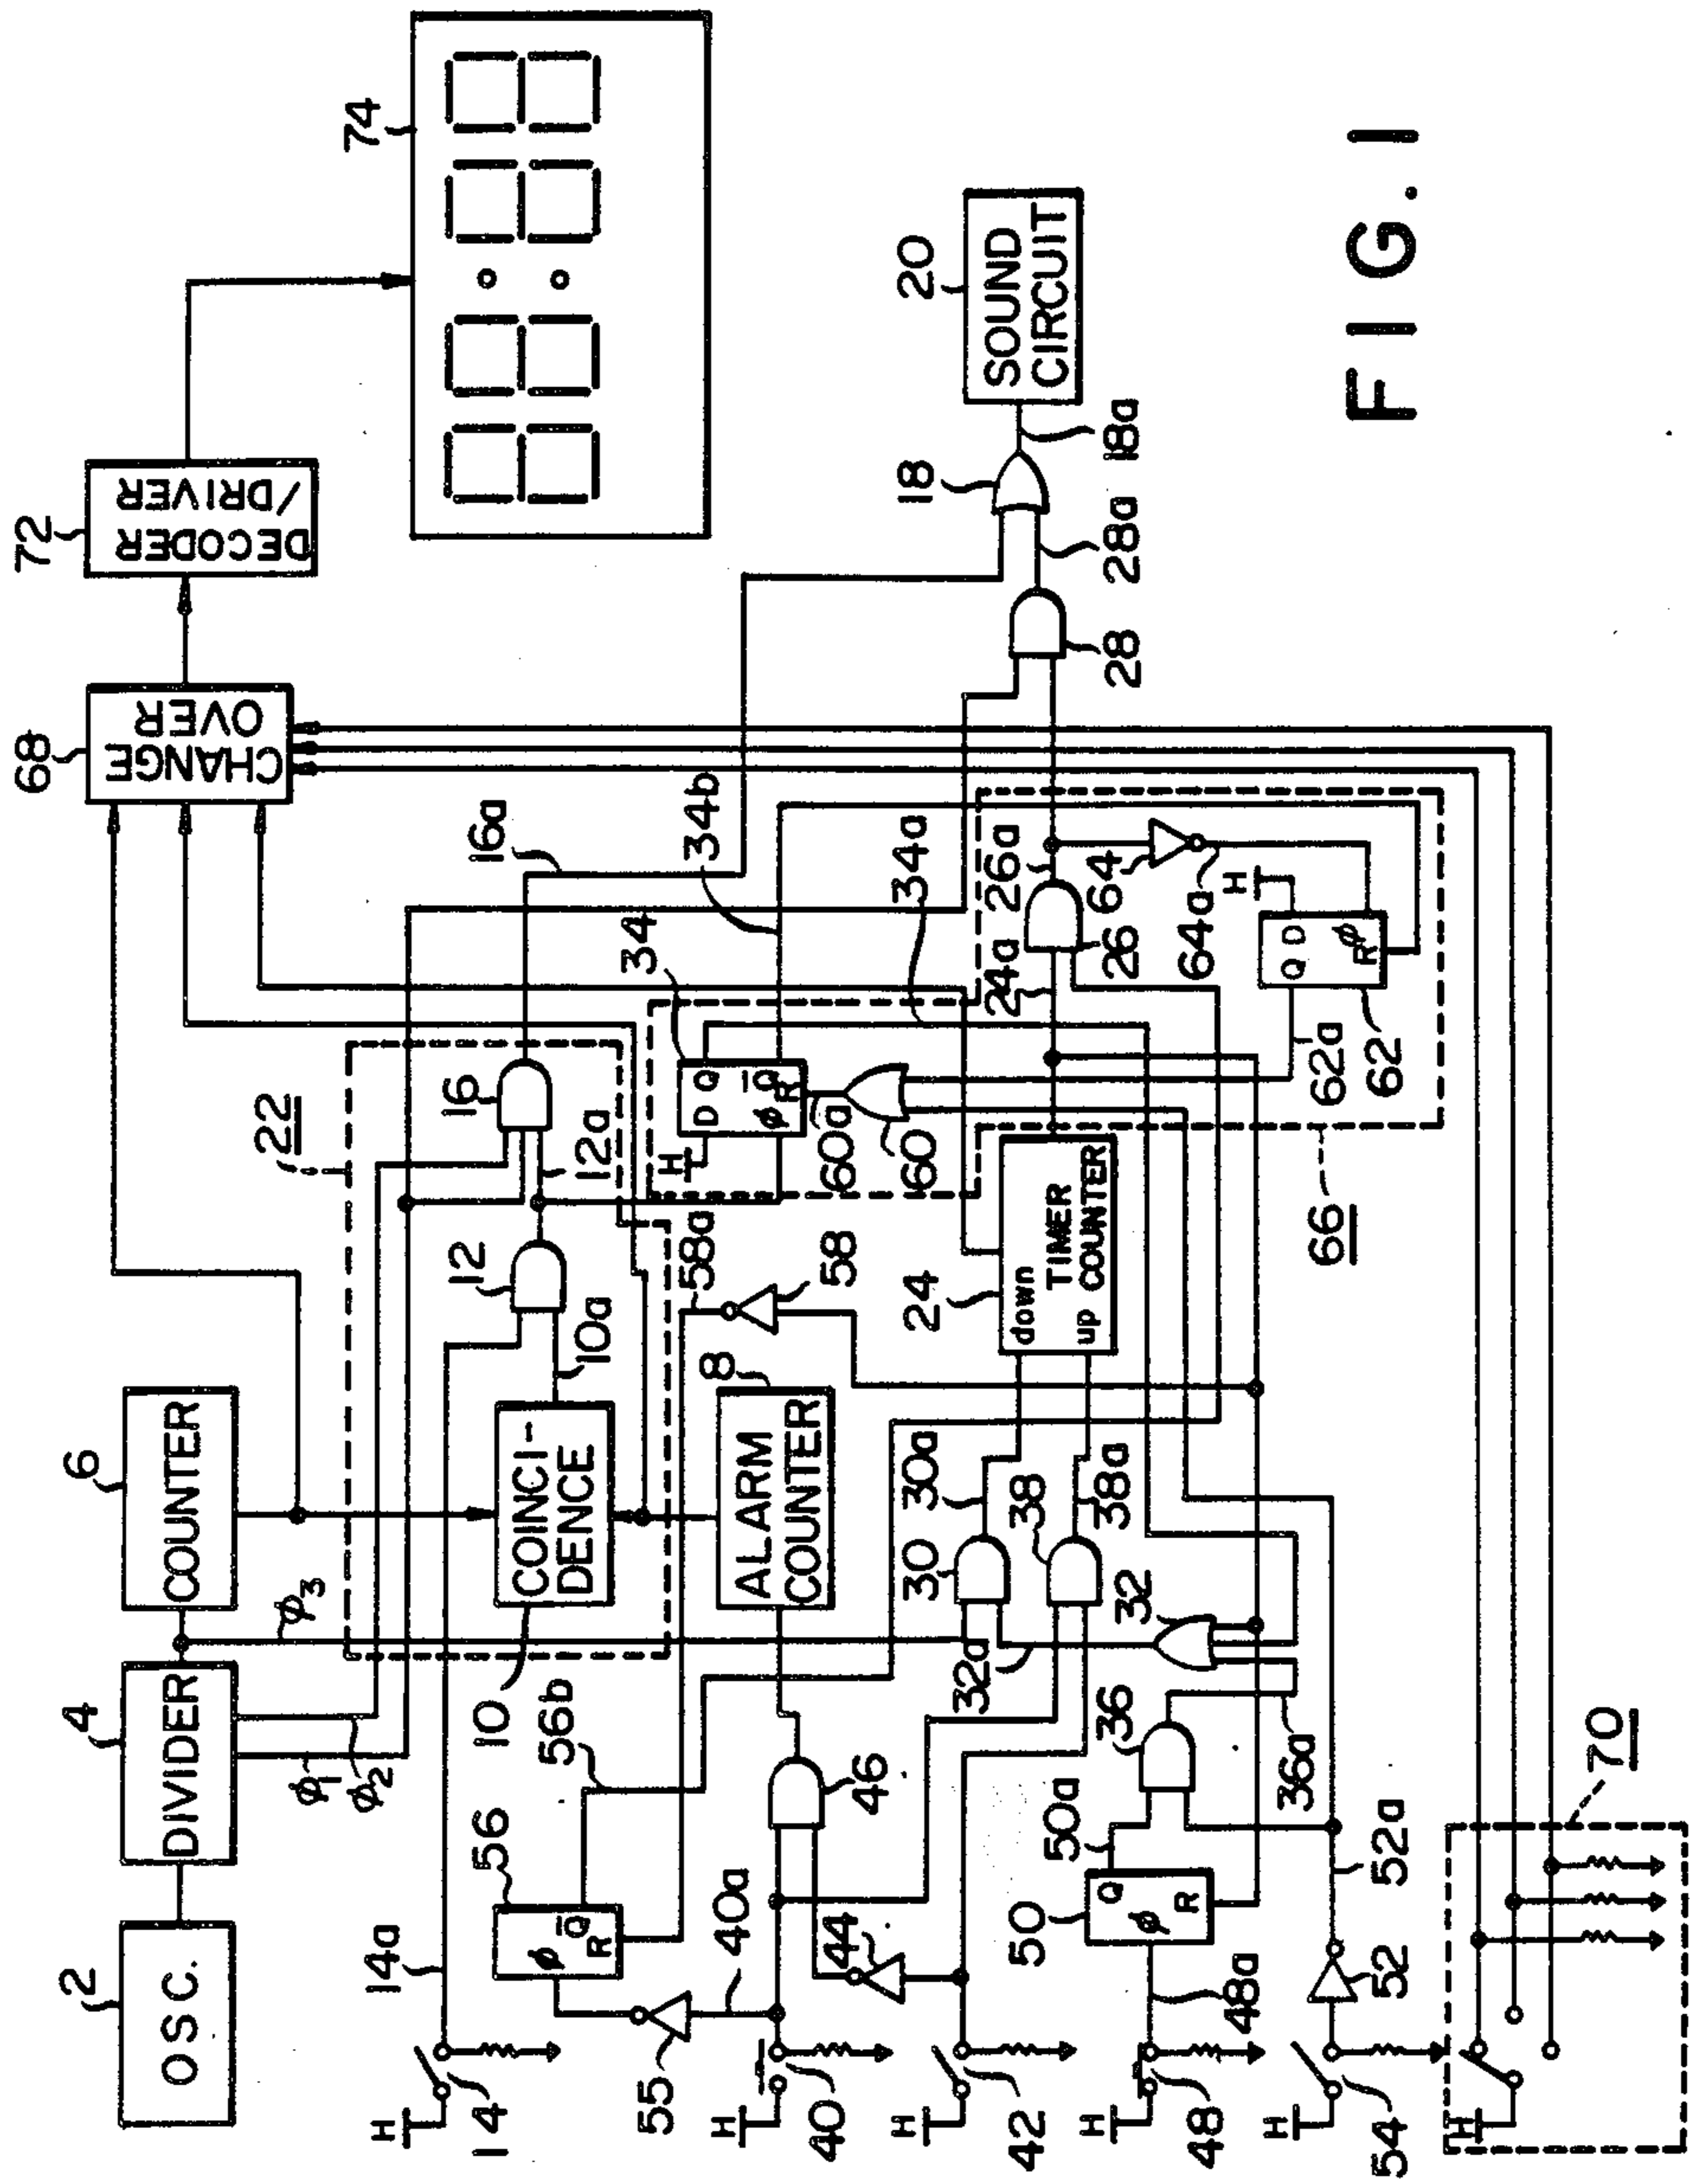 2
O S C.
4
DIVIDER
6
COUNTER
68
CHANGE
OVER
72
DECODER
/DRIVER
74
φ1
φ2
φ3
22
14a
H
14
10
COINCI-
DENCE
10a
12
12a
16
16a
56
φ
Q
R
56b
55
40a
H
40
46
8
ALARM
COUNTER
58a
58
34
D Q
φ Q
R
H
34b
60a
60
34a
44
H
42
30
30a
38
38a
32
32a
24
down
up
TIMER
COUNTER
24a
26
26a
28
28a
18
18a
20
SOUND
CIRCUIT
64
64a
H
Q D
φ
R
62
62a
66
50
Q
φ
R
50a
36
36a
48a
H
48
52
52a
H
54
H
70
FIG. 1